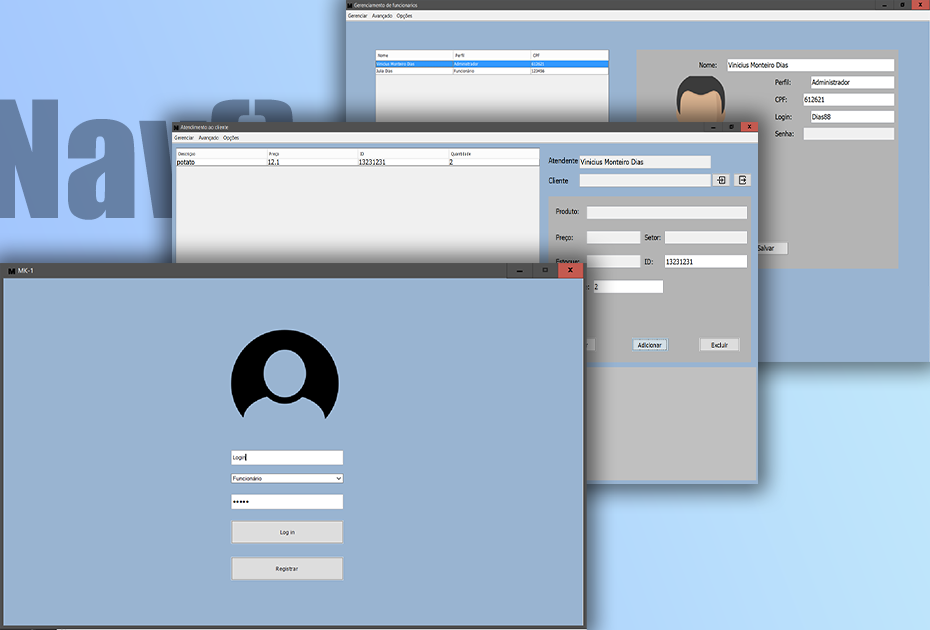 Gerenciamento de funcionários
Gerenciar Avançado Opções
Nome Perfil CPF
Vinicius Monteiro Dias Administrador 612621
Julia Dias Funcionário 123456
Nome: Vinicius Monteiro Dias
Perfil: Administrador
CPF: 612621
Login: Dias88
Senha:
Salvar
Nav
Atendimento ao cliente
Gerenciar Avançado Opções
Descriçao Preço ID Quantidade
potato 12.1 13231231 2
Atendente Vinicius Monteiro Dias
Cliente
Produto:
Preço: Setor:
Estoque: ID: 13231231
2
Adicionar Excluir
MK-1
Login
Funcionário
Log in
Registrar